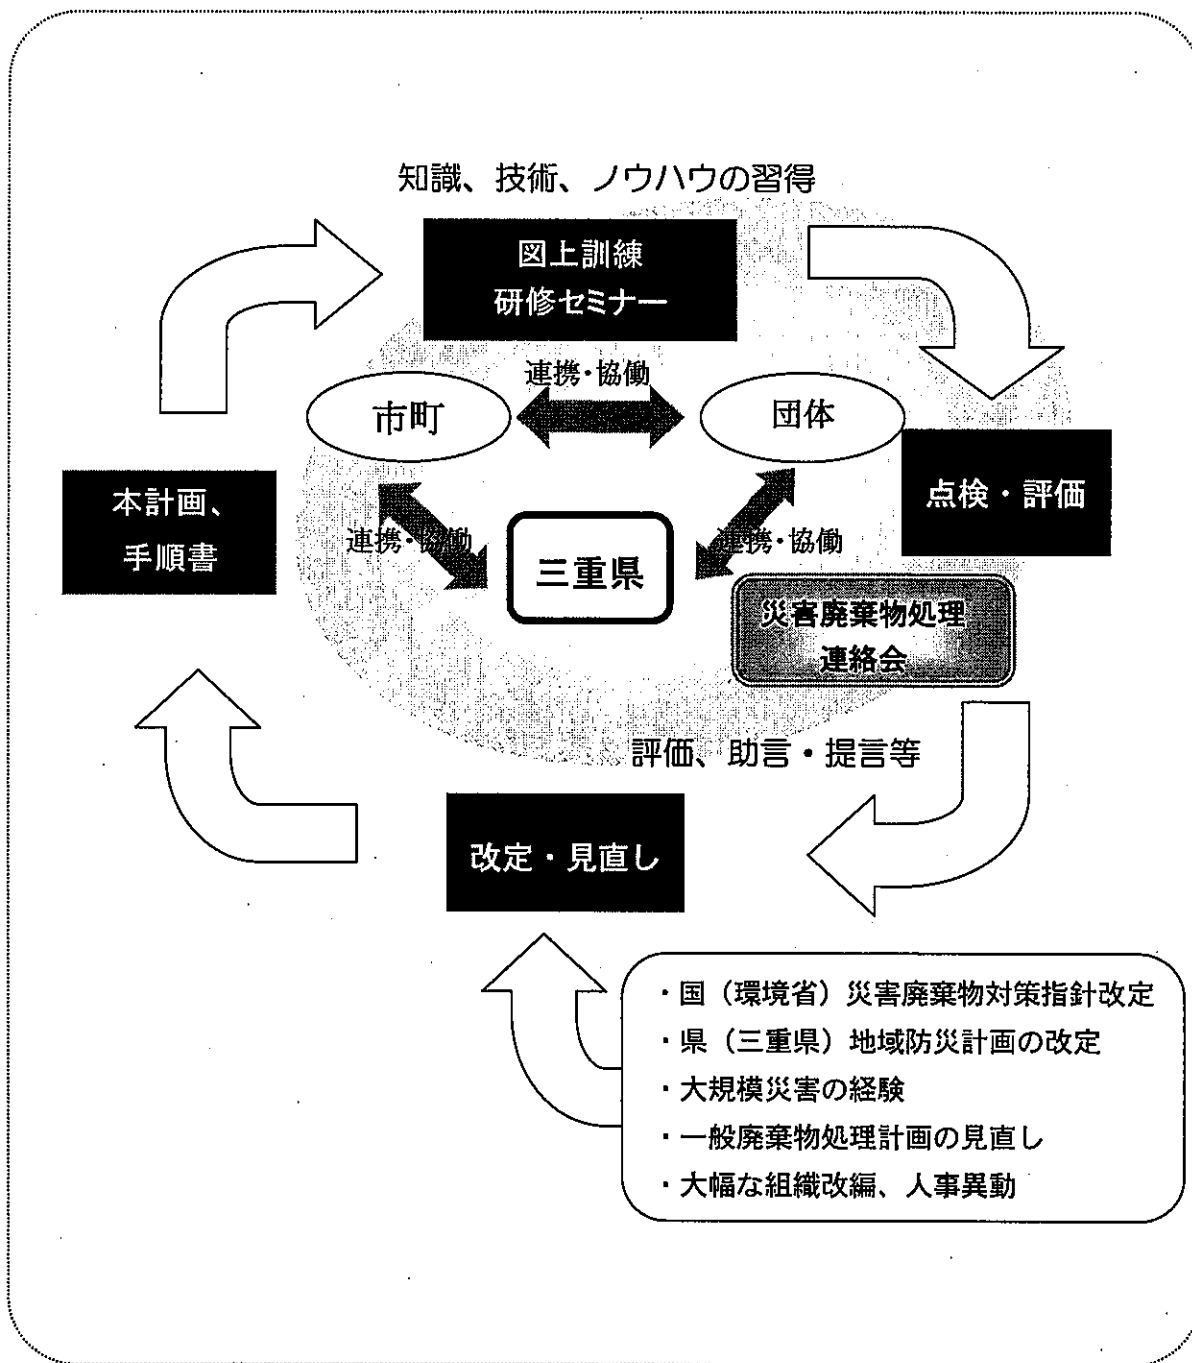 知識、技術、ノウハウの習得
図上訓練
研修セミナー
連携・協働
市町
団体
本計画、
手順書
点検・評価
連携・協働
三重県
連携・協働
災害廃棄物処理
連絡会
評価、助言・提言等
改定・見直し
・国（環境省）災害廃棄物対策指針改定
・県（三重県）地域防災計画の改定
・大規模災害の経験
・一般廃棄物処理計画の見直し
・大幅な組織改編、人事異動